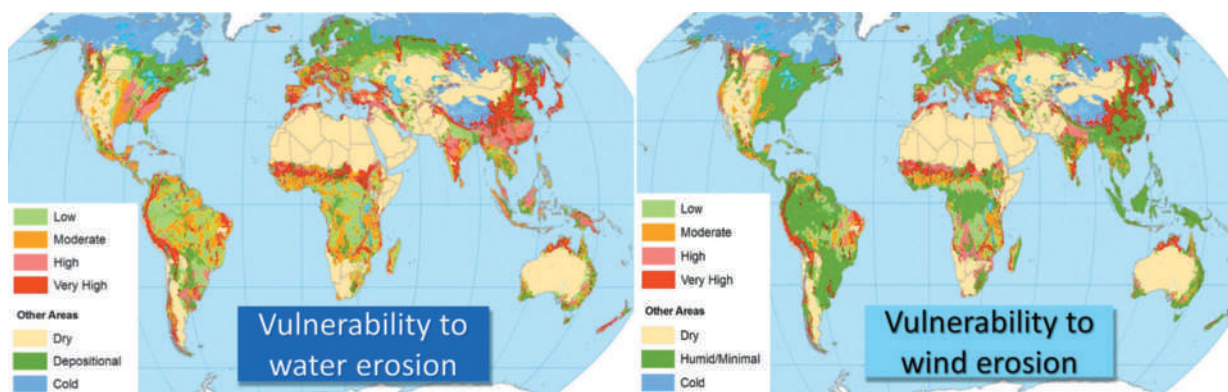 Low
Moderate
High
Very High
Other Areas
Dry
Depositional
Cold
Vulnerability to
water erosion
Low
Moderate
High
Very High
Other Areas
Dry
Humid/Minimal
Cold
Vulnerability to
wind erosion